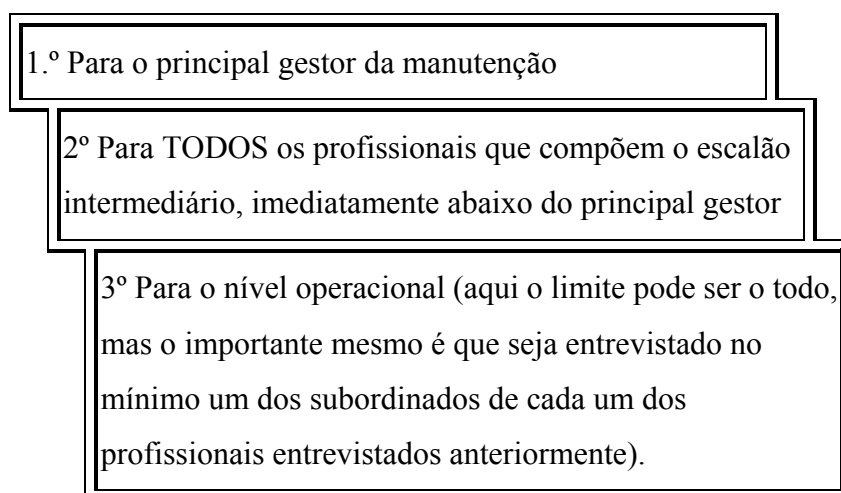 1.º Para o principal gestor da manutenção
2º Para TODOS os profissionais que compõem o escalão
intermediário, imediatamente abaixo do principal gestor
3º Para o nível operacional (aqui o limite pode ser o todo,
mas o importante mesmo é que seja entrevistado no
mínimo um dos subordinados de cada um dos
profissionais entrevistados anteriormente).